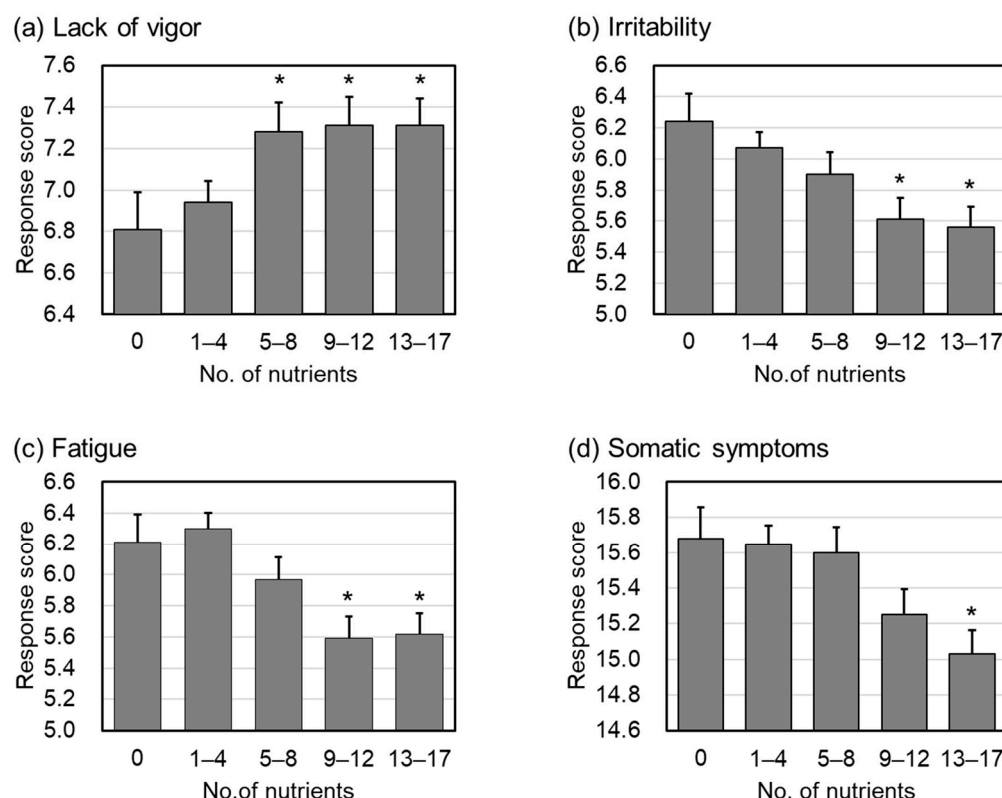 (a) Lack of vigor
Response score
7.6
7.4
7.2
7.0
6.8
6.6
6.4
* * *
0 1–4 5–8 9–12 13–17
No. of nutrients
(b) Irritability
Response score
6.6
6.4
6.2
6.0
5.8
5.6
5.4
5.2
5.0
* *
0 1–4 5–8 9–12 13–17
No.of nutrients
(c) Fatigue
Response score
6.6
6.4
6.2
6.0
5.8
5.6
5.4
5.2
5.0
* *
0 1–4 5–8 9–12 13–17
No.of nutrients
(d) Somatic symptoms
Response score
16.0
15.8
15.6
15.4
15.2
15.0
14.8
14.6
*
0 1–4 5–8 9–12 13–17
No. of nutrients